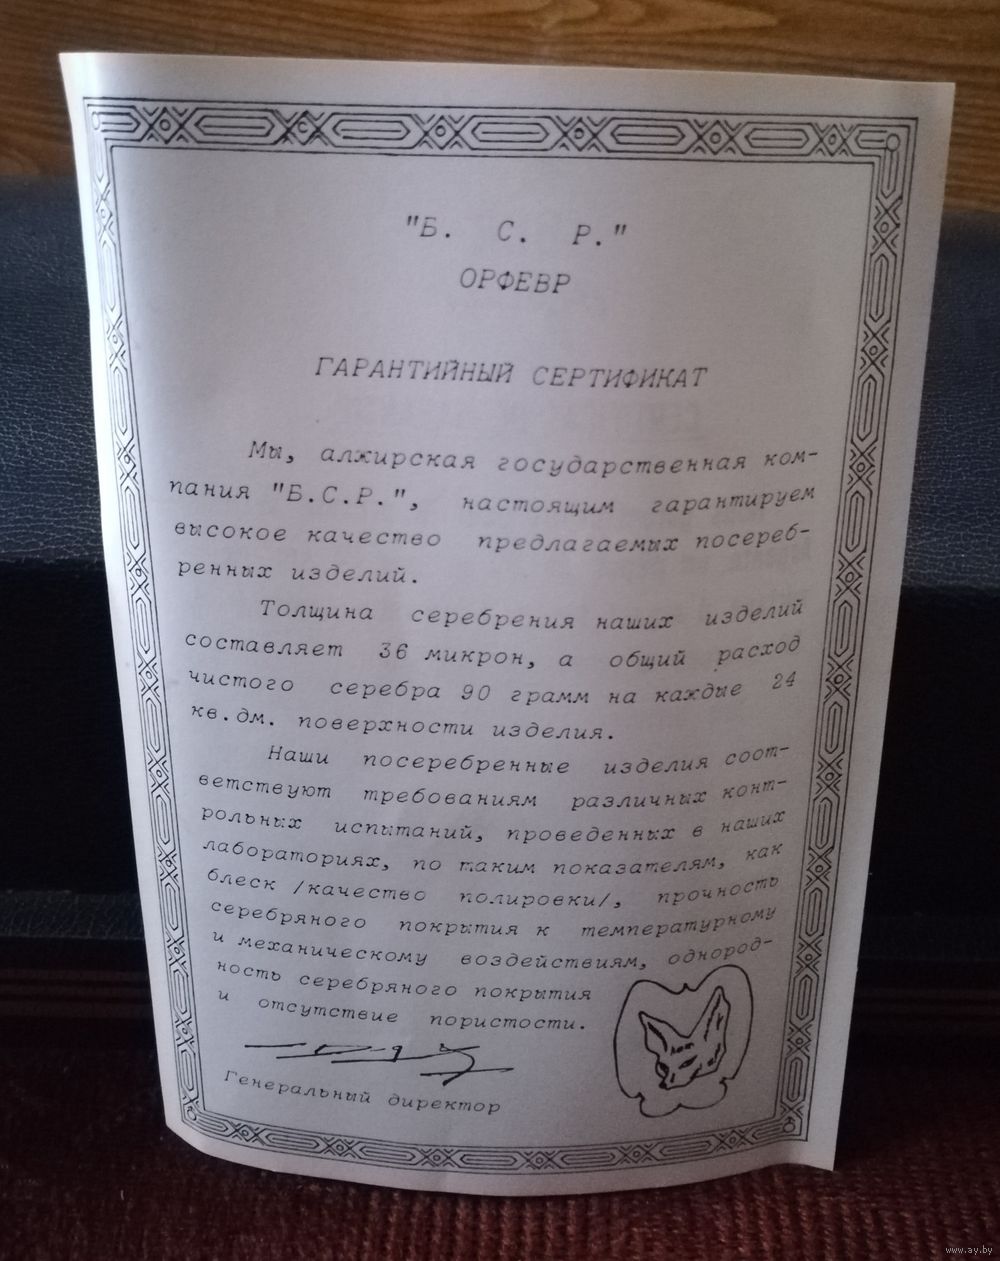 "Б. С. Р."
ОРФЕВР
ГАРАНТИЙНЫЙ СЕРТИФИКАТ
Мы, алжирская государственная ком-
пания "Б.С.Р.", настоящим гарантируем
высокое качество предлагаемых посереб-
ренных изделий.
Толщина серебрения наших изделий
составляет 36 микрон, а общий расход
чистого серебра 90 грамм на каждые 24
кв.дм. поверхности изделия.
Наши посеребренные изделия соот-
ветствуют требованиям различных конт-
рольных испытаний, проведенных в наших
лабораториях, по таким показателям, как
блеск /качество полировки/, прочность
серебряного покрытия к температурному
и механическому воздействиям, однород-
ность серебряного покрытия
и отсутствие пористости.
Генеральный директор
www.ay.by